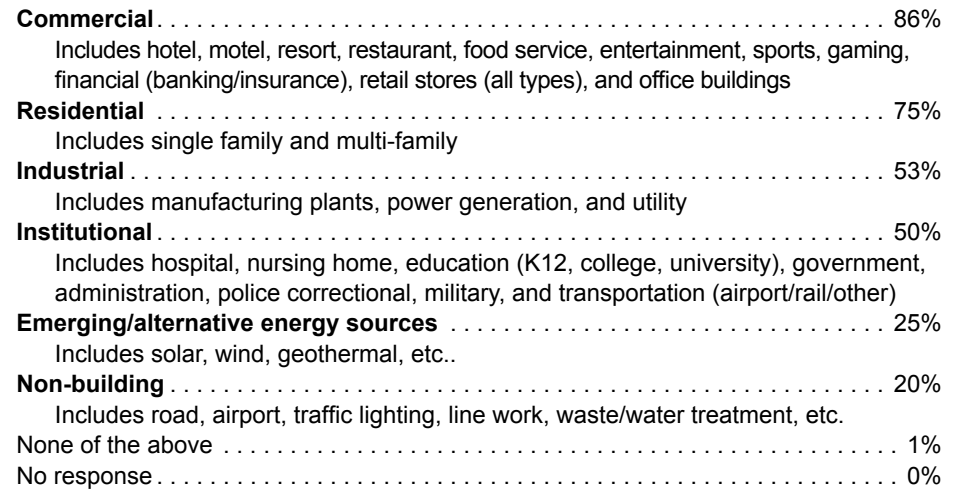 Commercial. . . . . . . . . . . . . . . . . . . . . . . . . . . . . . . . . . . . . . . . . . . . . . . . . . . . . 86%
Includes hotel, motel, resort, restaurant, food service, entertainment, sports, gaming,
financial (banking/insurance), retail stores (all types), and office buildings
Residential . . . . . . . . . . . . . . . . . . . . . . . . . . . . . . . . . . . . . . . . . . . . . . . . . . . . . 75%
Includes single family and multi-family
Industrial . . . . . . . . . . . . . . . . . . . . . . . . . . . . . . . . . . . . . . . . . . . . . . . . . . . . . . . 53%
Includes manufacturing plants, power generation, and utility
Institutional. . . . . . . . . . . . . . . . . . . . . . . . . . . . . . . . . . . . . . . . . . . . . . . . . . . . . 50%
Includes hospital, nursing home, education (K12, college, university), government,
administration, police correctional, military, and transportation (airport/rail/other)
Emerging/alternative energy sources . . . . . . . . . . . . . . . . . . . . . . . . . . . . . . . . 25%
Includes solar, wind, geothermal, etc..
Non-building . . . . . . . . . . . . . . . . . . . . . . . . . . . . . . . . . . . . . . . . . . . . . . . . . . . . 20%
Includes road, airport, traffic lighting, line work, waste/water treatment, etc.
None of the above . . . . . . . . . . . . . . . . . . . . . . . . . . . . . . . . . . . . . . . . . . . . . . . . . 1%
No response . . . . . . . . . . . . . . . . . . . . . . . . . . . . . . . . . . . . . . . . . . . . . . . . . . . . . . 0%